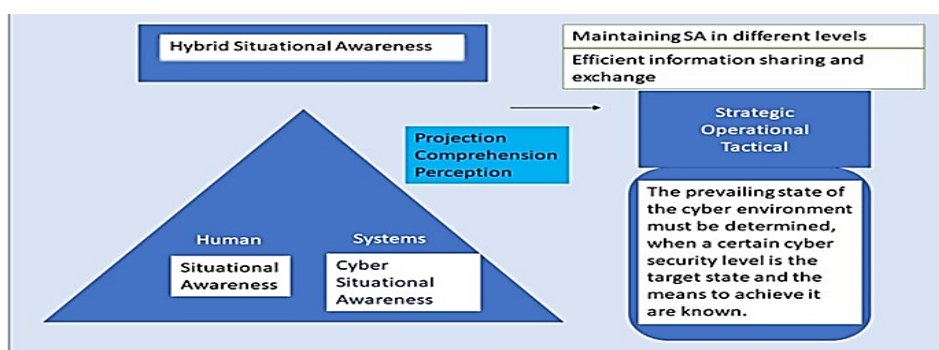 Hybrid Situational Awareness
Maintaining SA in different levels
Efficient information sharing and
exchange
Projection
Comprehension
Perception
Strategic
Operational
Tactical
Human
Situational
Awareness
Systems
Cyber
Situational
Awareness
The prevailing state of
the cyber environment
must be determined,
when a certain cyber
security level is the
target state and the
means to achieve it
are known.